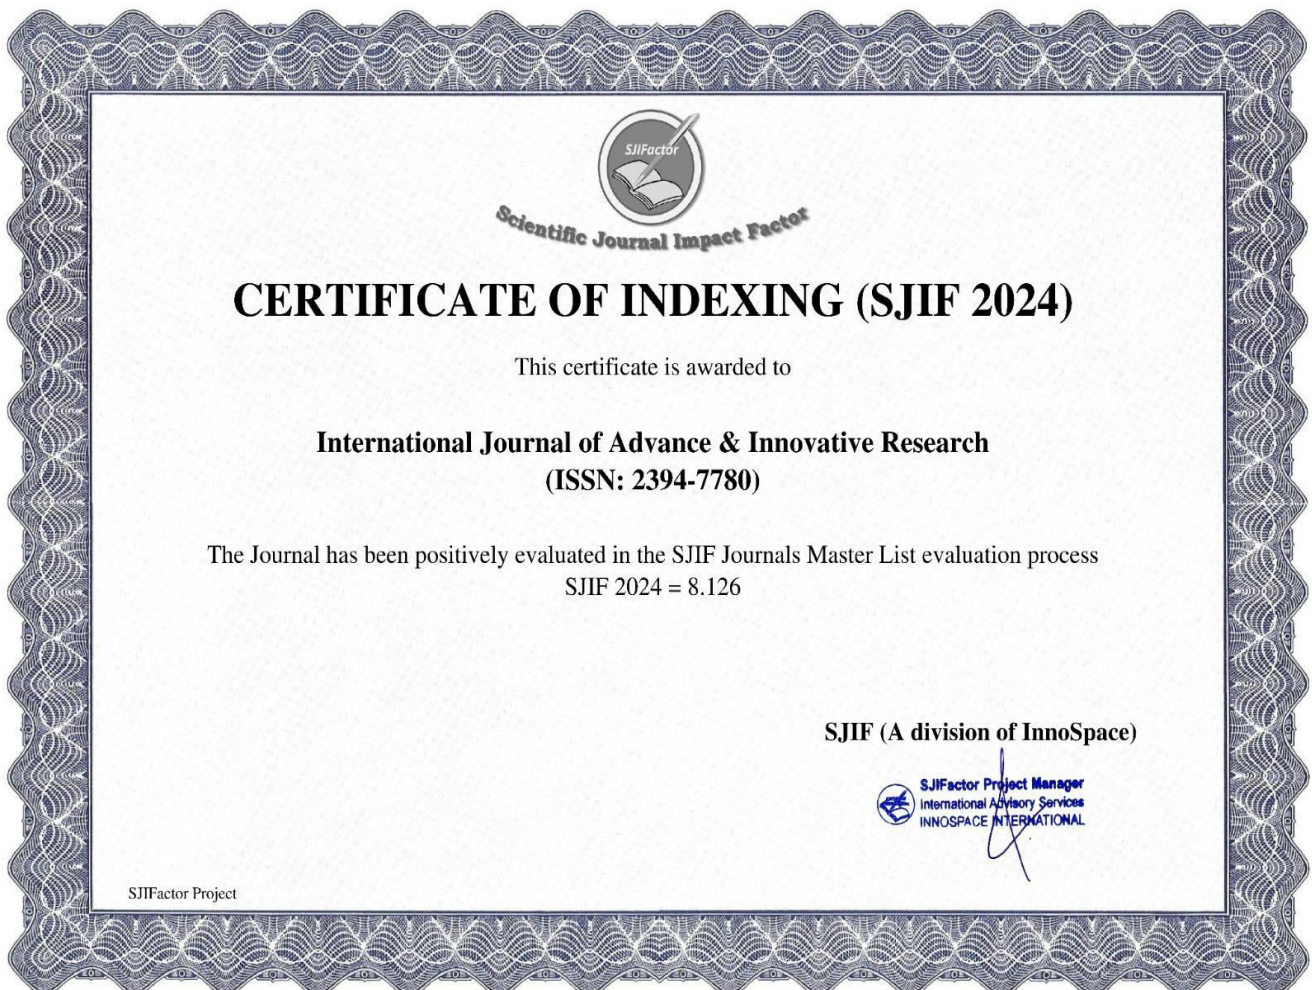 SJIFactor
Scientific Journal Impact Factor
CERTIFICATE OF INDEXING (SJIF 2024)
This certificate is awarded to
International Journal of Advance & Innovative Research
(ISSN: 2394-7780)
The Journal has been positively evaluated in the SJIF Journals Master List evaluation process
SJIF 2024 = 8.126
SJIF (A division of InnoSpace)
SJIFactor Project Manager
International Advisory Services
INNOSPACE INTERNATIONAL
SJIFactor Project